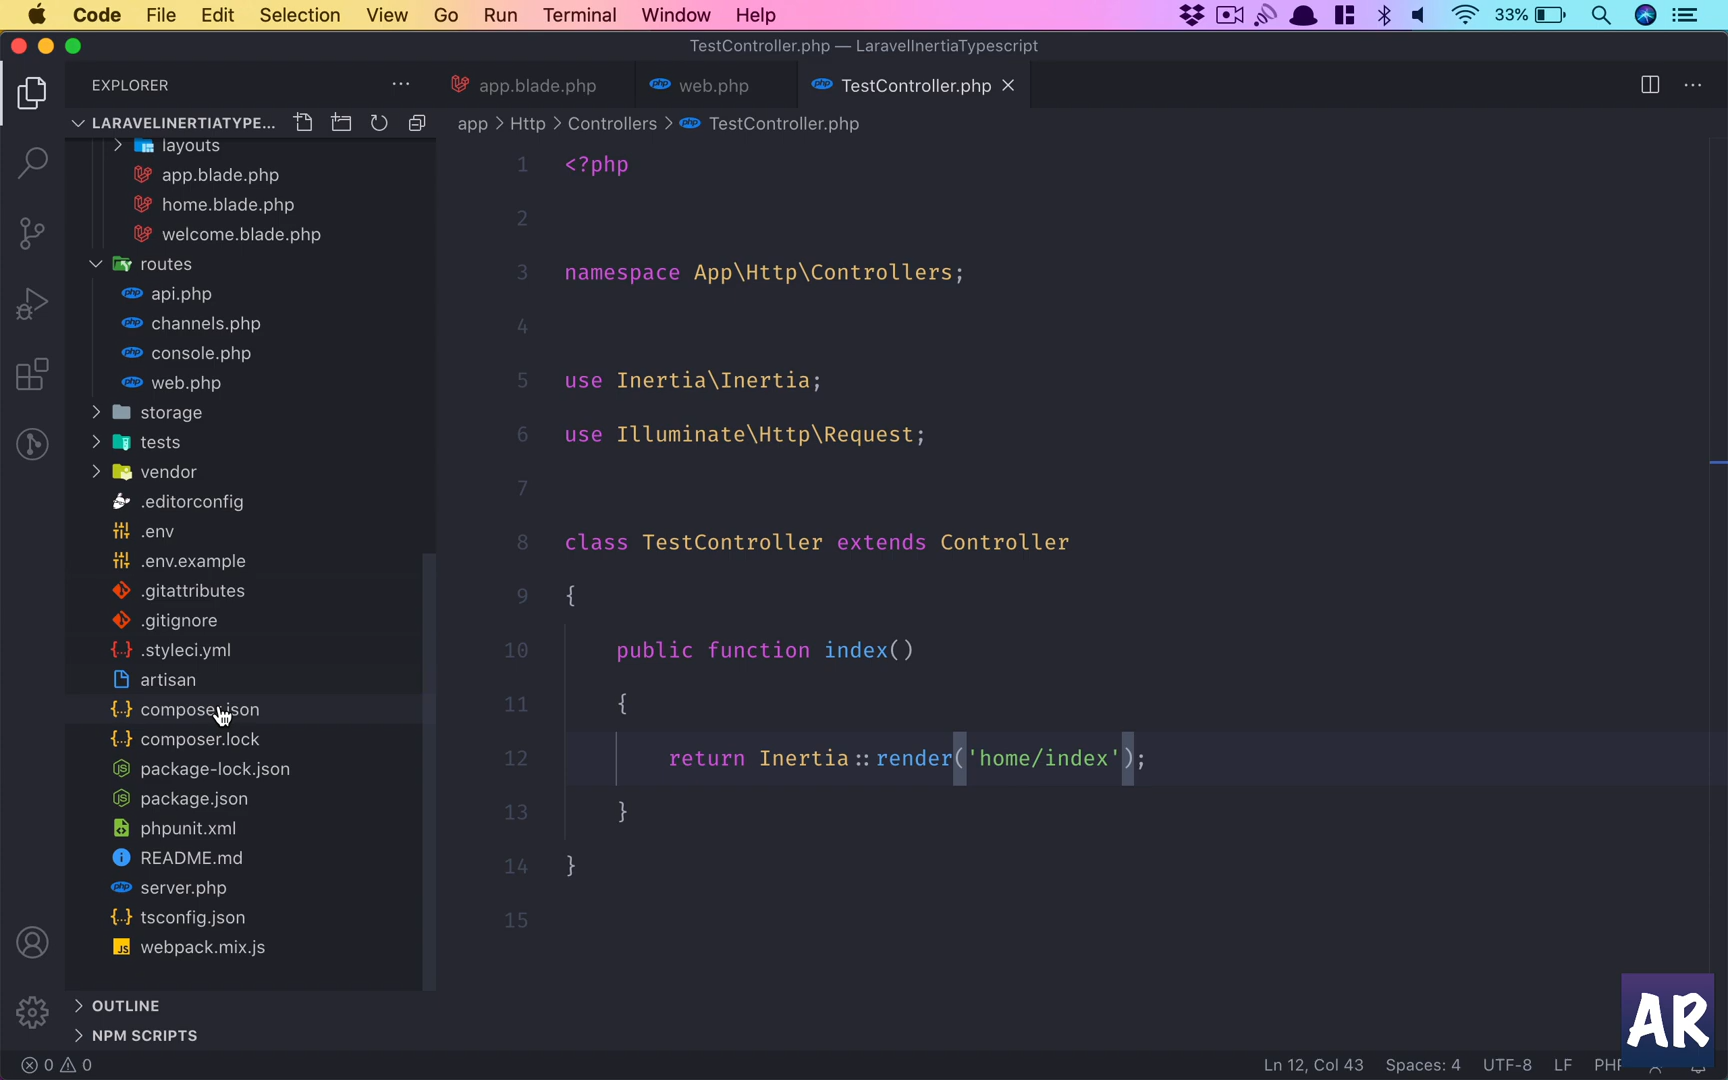 Code File Edit Selection View Go Run Terminal Window Help 33%
TestController.php — LaravelInertiaTypescript
EXPLORER
app.blade.php
web.php
TestController.php
LARAVELINERTIATYPE...
app > Http > Controllers > TestController.php
layouts
app.blade.php
home.blade.php
welcome.blade.php
routes
api.php
channels.php
console.php
web.php
storage
tests
vendor
.editorconfig
.env
.env.example
.gitattributes
.gitignore
.styleci.yml
artisan
composer.json
composer.lock
package-lock.json
package.json
phpunit.xml
README.md
server.php
tsconfig.json
webpack.mix.js
OUTLINE
NPM SCRIPTS
1 <?php
2
3 namespace App\Http\Controllers;
4
5 use Inertia\Inertia;
6 use Illuminate\Http\Request;
7
8 class TestController extends Controller
9 {
10 public function index()
11 {
12 return Inertia::render('home/index');
13 }
14 }
15
AR
0 0
Ln 12, Col 43 Spaces: 4 UTF-8 LF